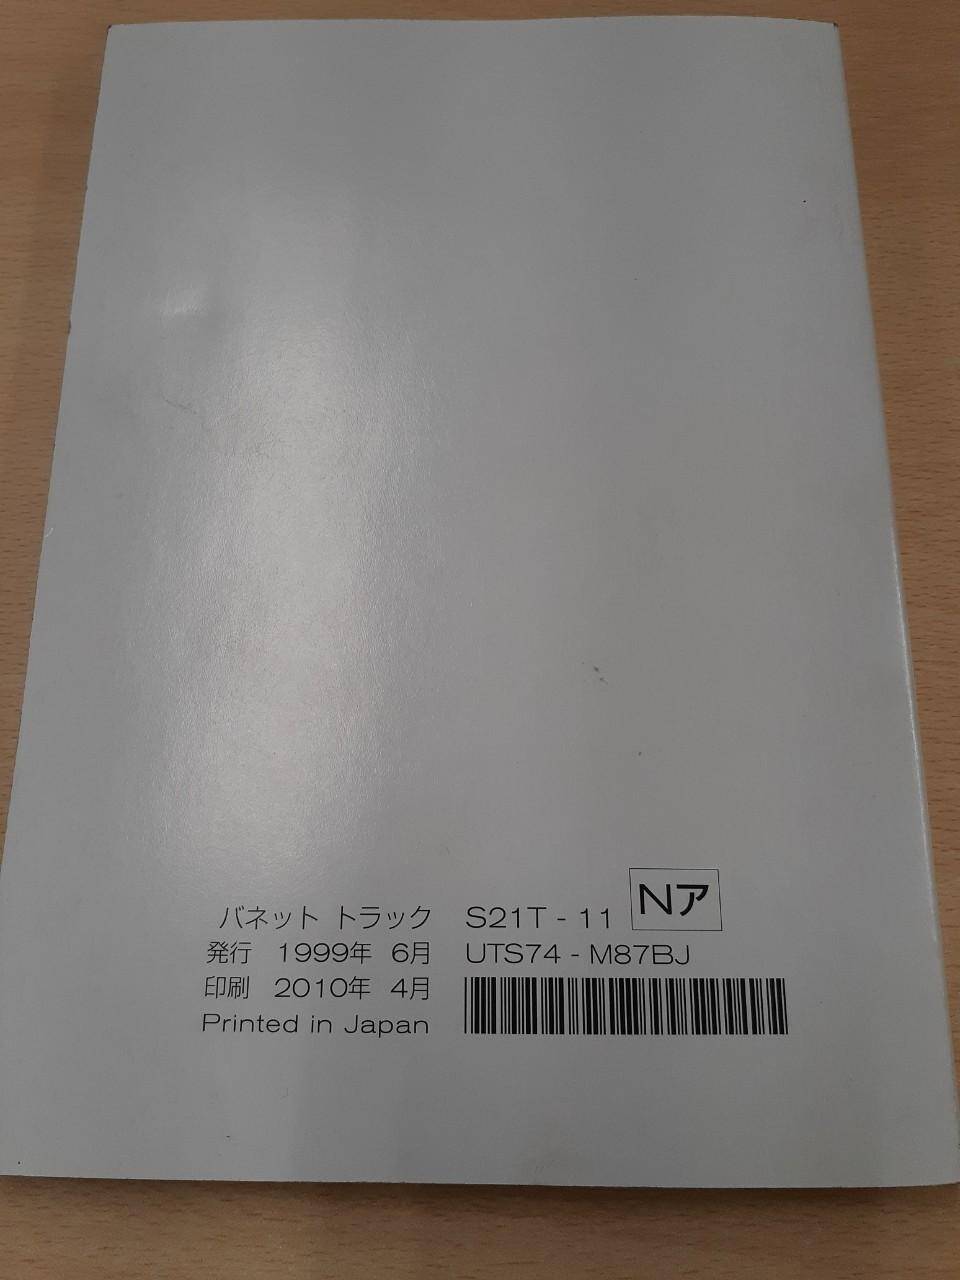 バネット トラック S21T - 11 Nア
発行 1999年 6月 UTS74 - M87BJ
印刷 2010年 4月
Printed in Japan